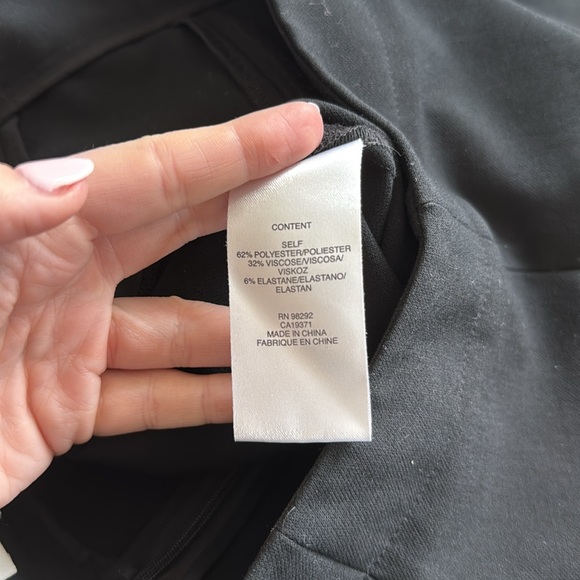 CONTENT
SELF
62% POLYESTER/POLIESTER
32% VISCOSE/VISCOSA/
VISKOZ
6% ELASTANE/ELASTANO/
ELASTAN
RN 98292
CA19371
MADE IN CHINA
FABRIQUE EN CHINE